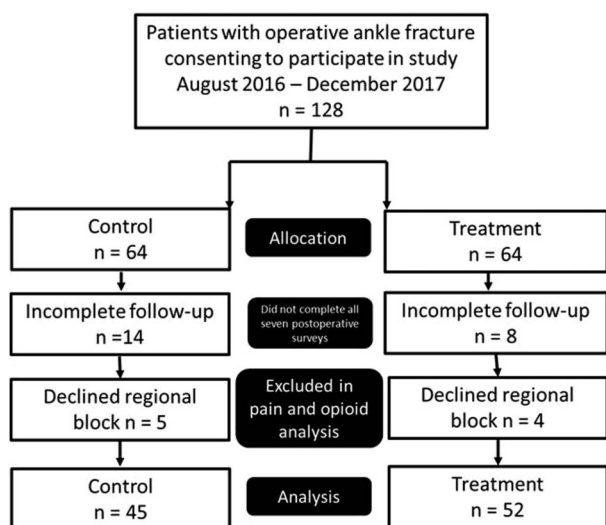 Patients with operative ankle fracture
consenting to participate in study
August 2016 – December 2017
n = 128
Control
n = 64
Allocation
Treatment
n = 64
Incomplete follow-up
n =14
Did not complete all
seven postoperative
surveys
Incomplete follow-up
n = 8
Declined regional
block n = 5
Excluded in
pain and opioid
analysis
Declined regional
block n = 4
Control
n = 45
Analysis
Treatment
n = 52